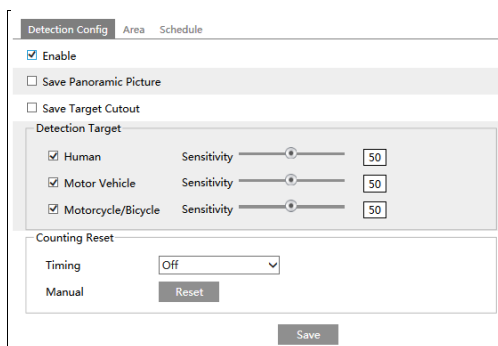 Detection Config Area Schedule
Enable
Save Panoramic Picture
Save Target Cutout
Detection Target
Human Sensitivity 50
Motor Vehicle Sensitivity 50
Motorcycle/Bicycle Sensitivity 50
Counting Reset
Timing Off
Manual Reset
Save